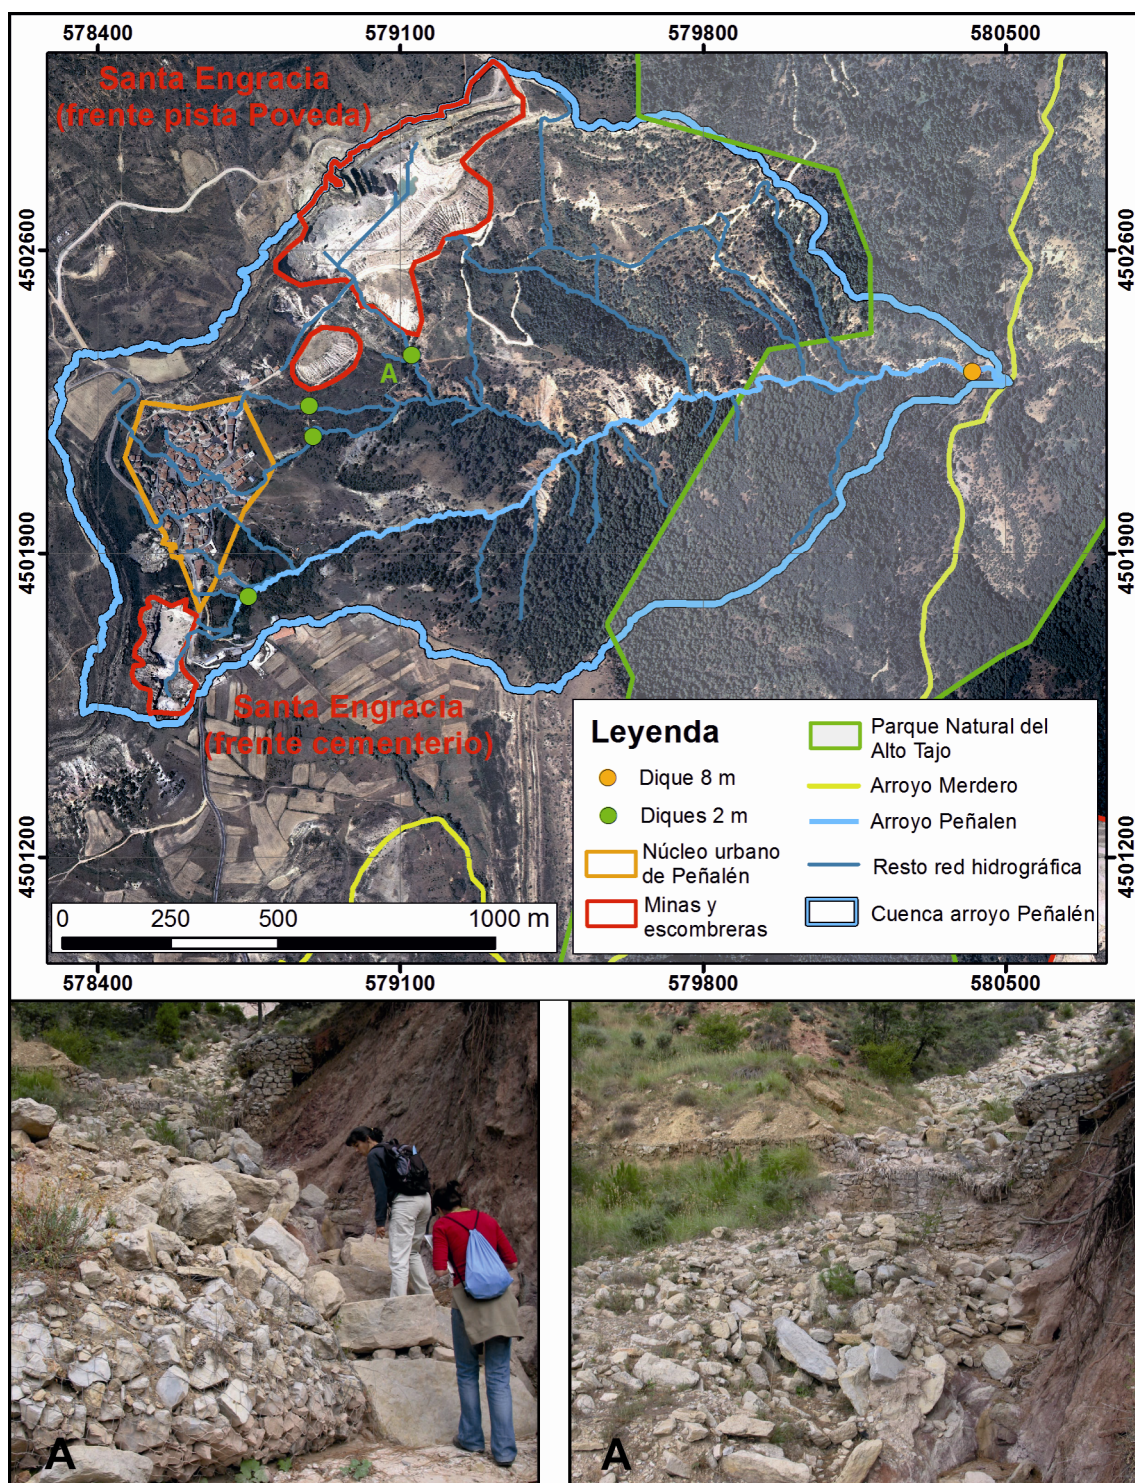 578400 579100 579800 580500
Santa Engracia
(frente pista Poveda)
4502600 4502600
A
4501900 4501900
Santa Engracia
(frente cementerio)
Leyenda
Dique 8 m
Diques 2 m
Núcleo urbano
de Peñalén
Minas y
escombreras
Parque Natural del
Alto Tajo
Arroyo Merdero
Arroyo Peñalen
Resto red hidrográfica
Cuenca arroyo Peñalén
4501200 4501200
0 250 500 1000 m
578400 579100 579800 580500
A A